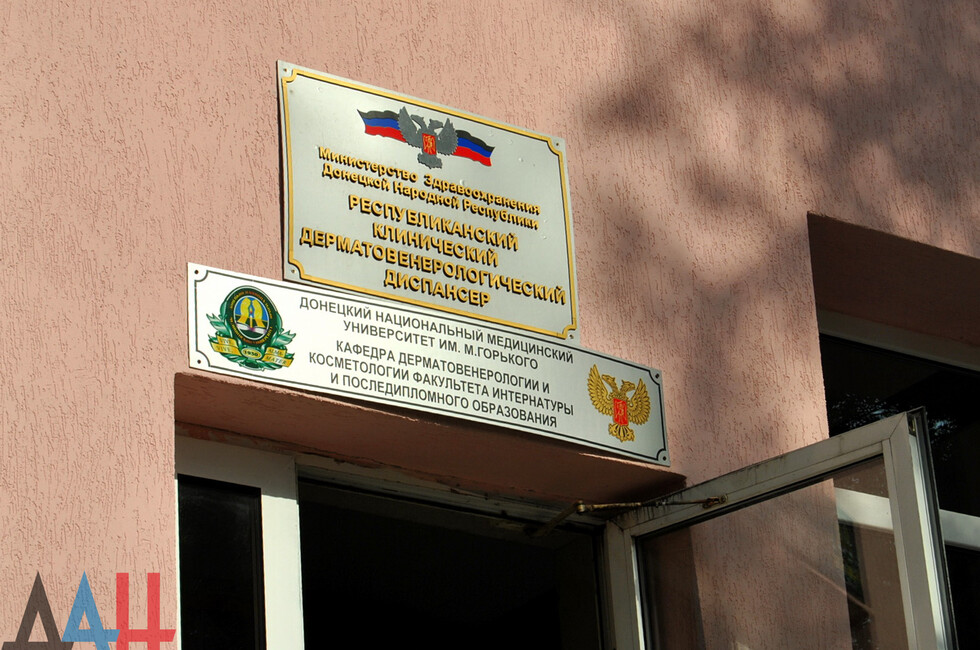 Министерство Здравоохранения
Донецкой Народной Республики
РЕСПУБЛИКАНСКИЙ
КЛИНИЧЕСКИЙ
ДЕРМАТОВЕНЕРОЛОГИЧЕСКИЙ
ДИСПАНСЕР
ДОНЕЦКИЙ НАЦИОНАЛЬНЫЙ МЕДИЦИНСКИЙ
УНИВЕРСИТЕТ ИМ. М.ГОРЬКОГО
КАФЕДРА ДЕРМАТОВЕНЕРОЛОГИИ И
КОСМЕТОЛОГИИ ФАКУЛЬТЕТА ИНТЕРНАТУРЫ
И ПОСЛЕДИПЛОМНОГО ОБРАЗОВАНИЯ
1930
ДАН